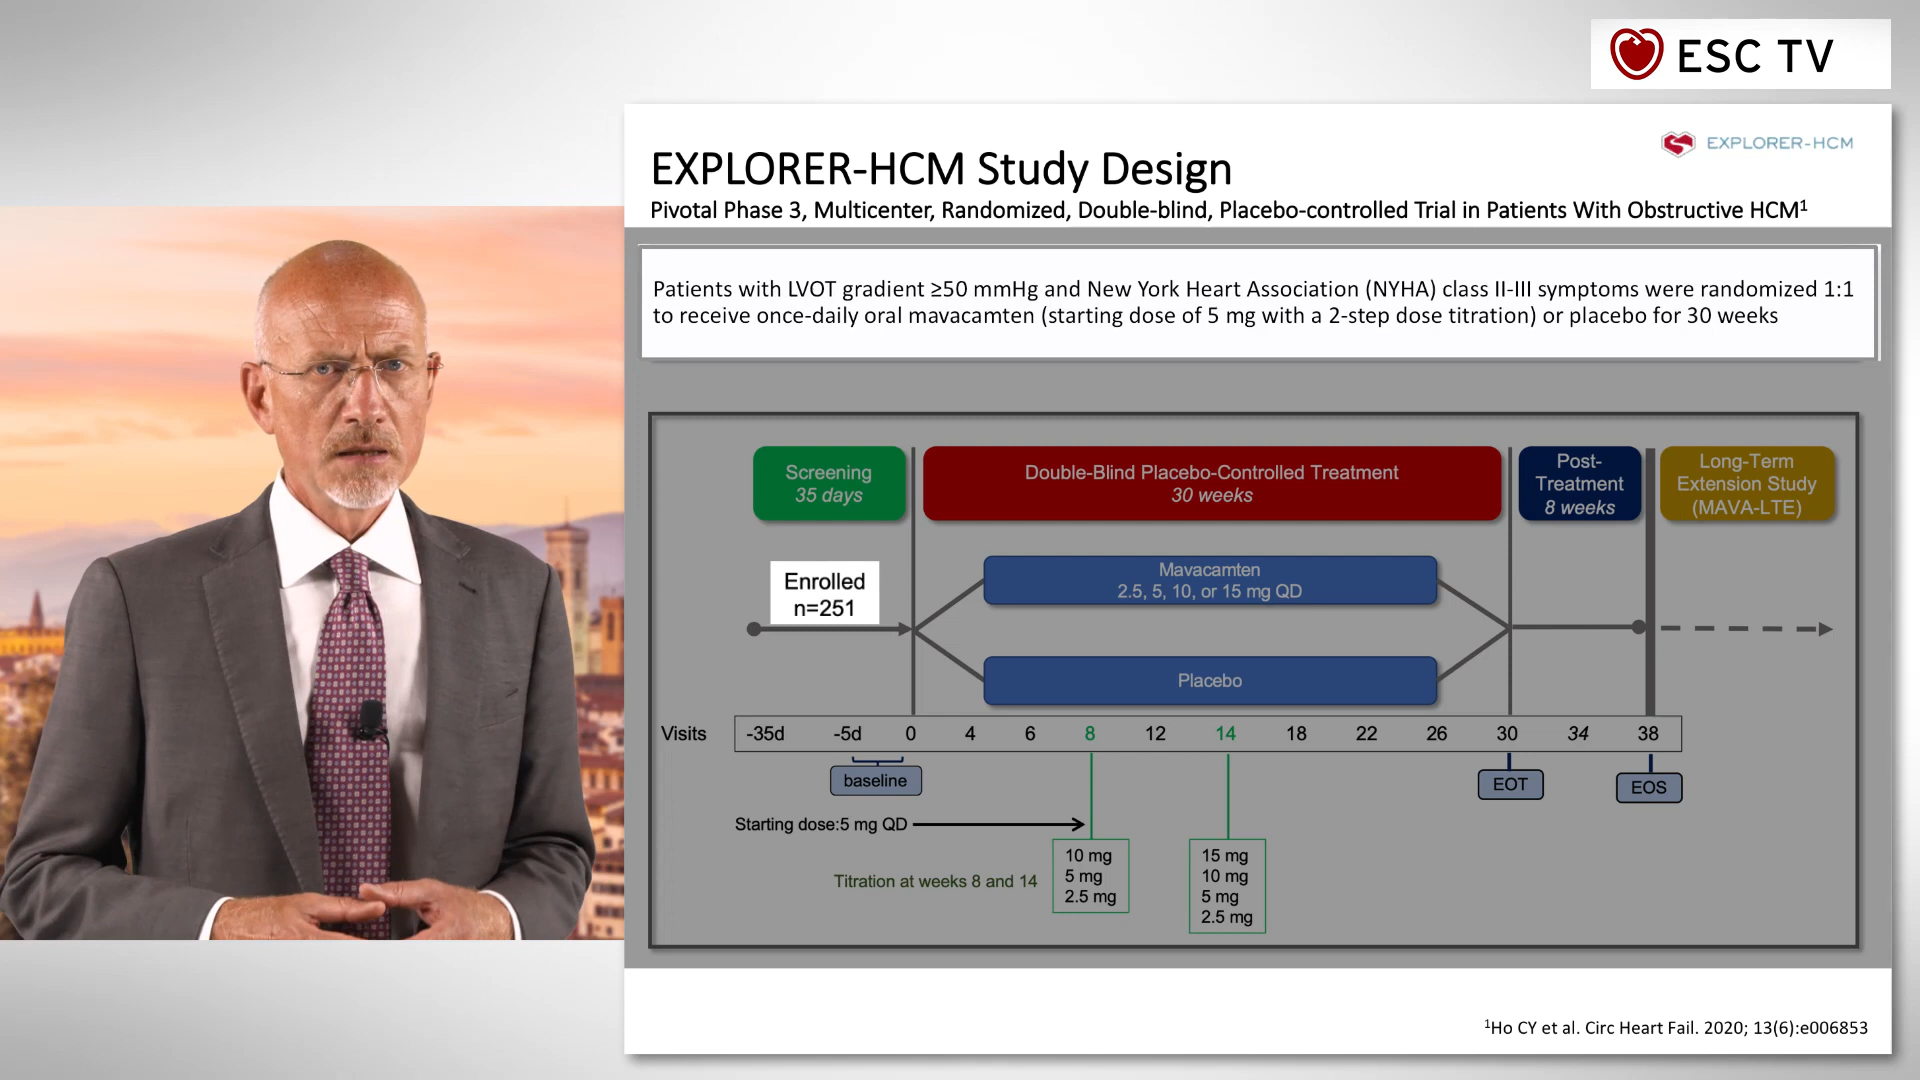 ESC TV
EXPLORER-HCM
EXPLORER-HCM Study Design
Pivotal Phase 3, Multicenter, Randomized, Double-blind, Placebo-controlled Trial in Patients With Obstructive HCM¹
Patients with LVOT gradient ≥50 mmHg and New York Heart Association (NYHA) class II-III symptoms were randomized 1:1
to receive once-daily oral mavacamten (starting dose of 5 mg with a 2-step dose titration) or placebo for 30 weeks
Screening
35 days
Double-Blind Placebo-Controlled Treatment
30 weeks
Post-
Treatment
8 weeks
Long-Term
Extension Study
(MAVA-LTE)
Enrolled
n=251
Mavacamten
2.5, 5, 10, or 15 mg QD
Placebo
Visits -35d -5d 0 4 6 8 12 14 18 22 26 30 34 38
baseline
EOT
EOS
Starting dose:5 mg QD
Titration at weeks 8 and 14
10 mg
5 mg
2.5 mg
15 mg
10 mg
5 mg
2.5 mg
¹Ho CY et al. Circ Heart Fail. 2020; 13(6):e006853